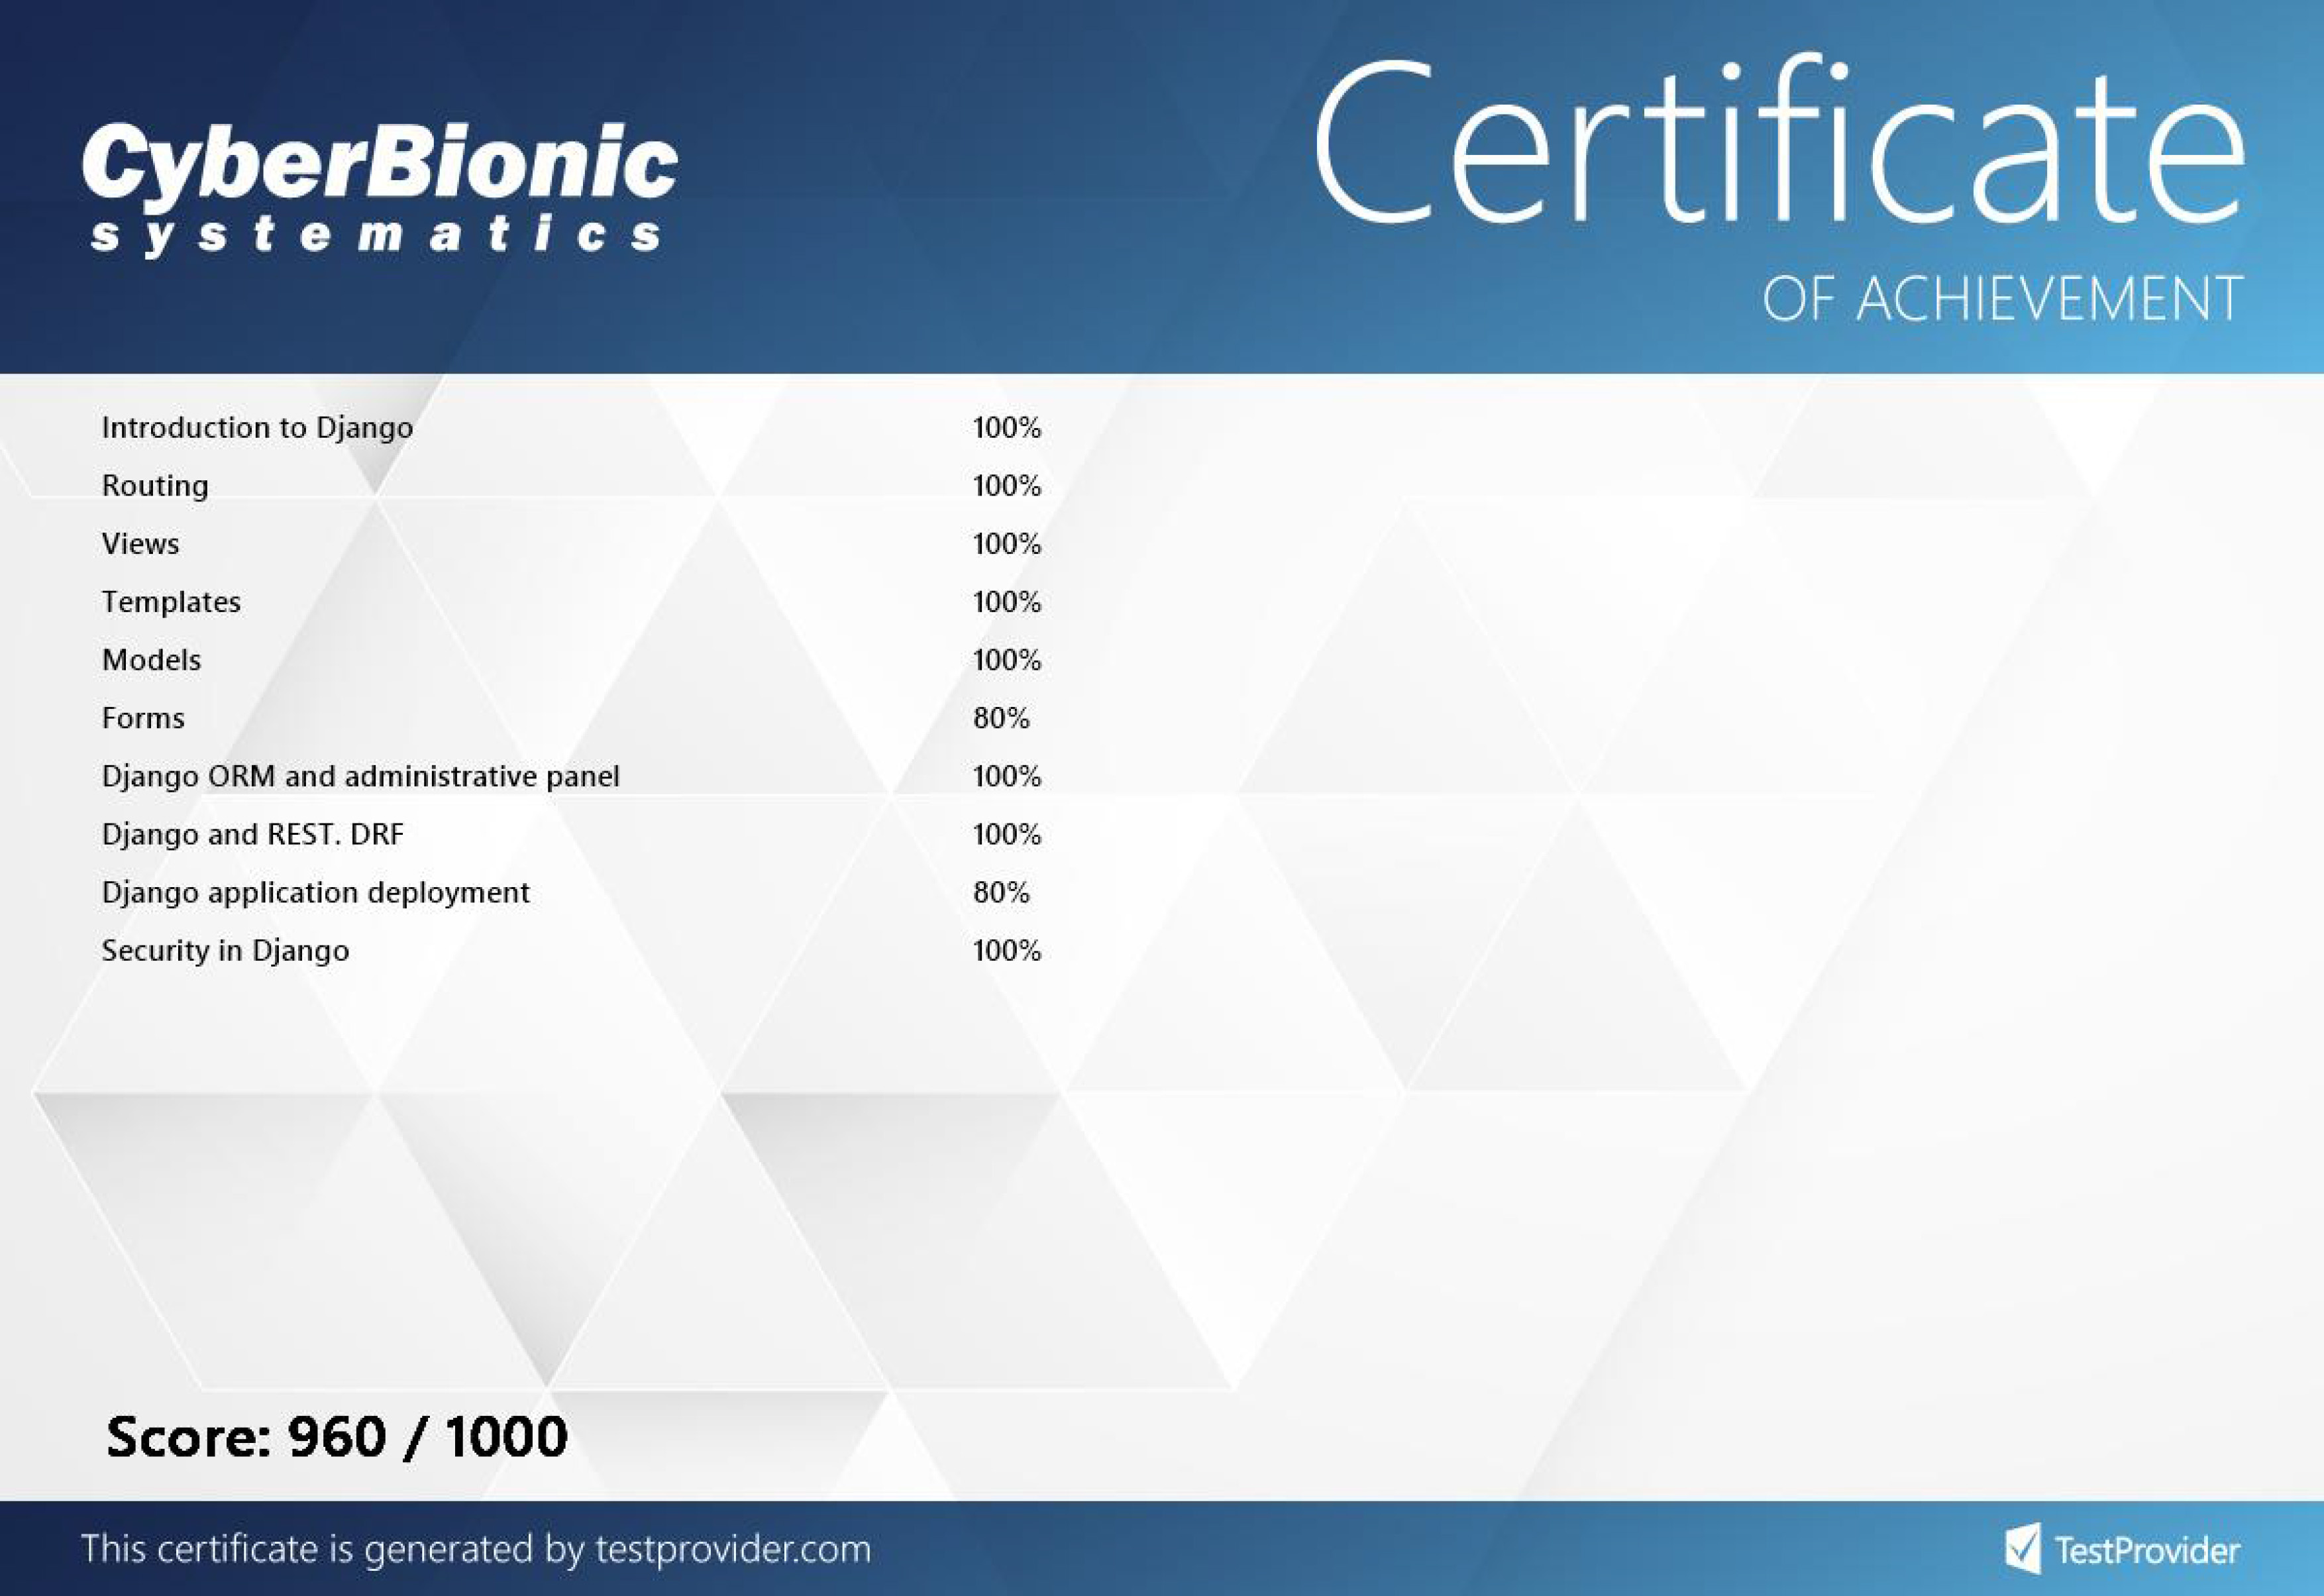 CyberBionic
systematics
Certificate
OF ACHIEVEMENT
Introduction to Django 100%
Routing 100%
Views 100%
Templates 100%
Models 100%
Forms 80%
Django ORM and administrative panel 100%
Django and REST. DRF 100%
Django application deployment 80%
Security in Django 100%
Score: 960 / 1000
This certificate is generated by testprovider.com
TestProvider